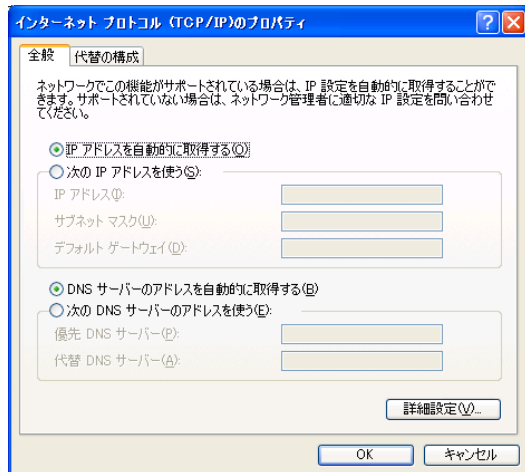 インターネット プロトコル (TCP/IP)のプロパティ
全般 代替の構成
ネットワークでこの機能がサポートされている場合は、IP 設定を自動的に取得することがで
きます。サポートされていない場合は、ネットワーク管理者に適切な IP 設定を問い合わせ
てください。
IP アドレスを自動的に取得する(O)
次の IP アドレスを使う(S):
IP アドレス(I):
サブネット マスク(U):
デフォルト ゲートウェイ(D):
DNS サーバーのアドレスを自動的に取得する(B)
次の DNS サーバーのアドレスを使う(E):
優先 DNS サーバー(P):
代替 DNS サーバー(A):
詳細設定(V)...
OK キャンセル